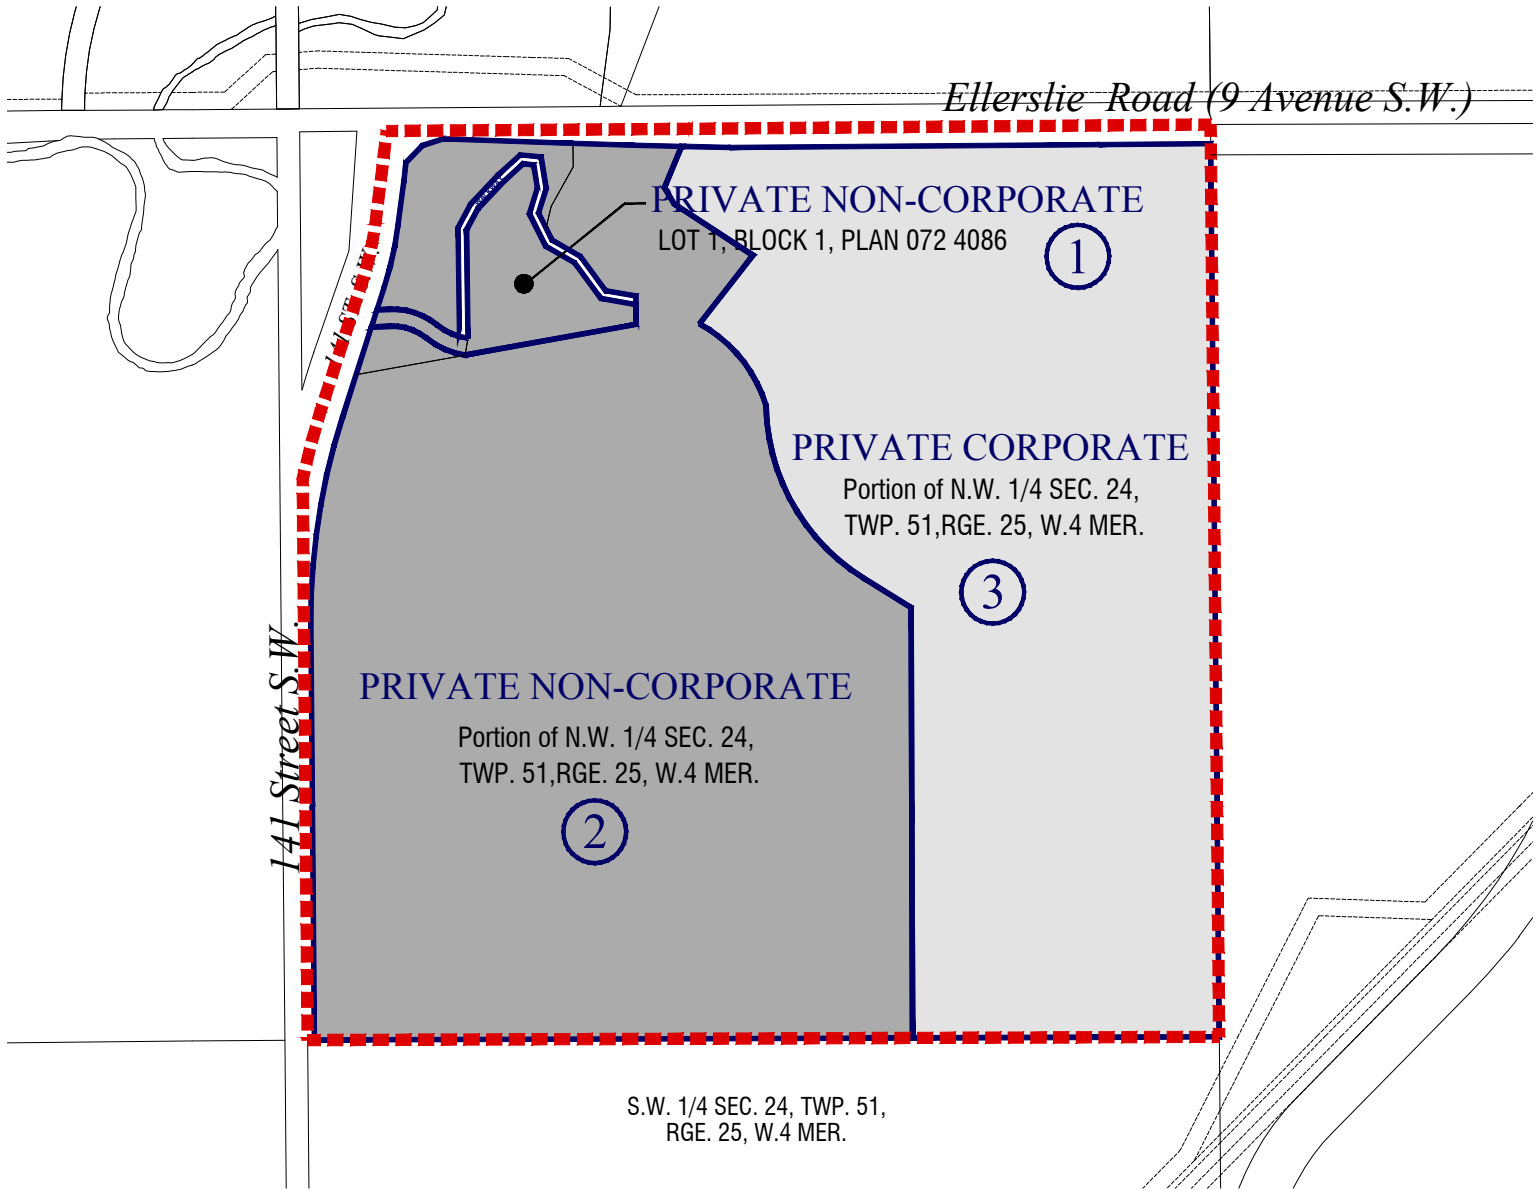 Ellerslie Road (9 Avenue S.W.)
PRIVATE NON-CORPORATE
LOT 1, BLOCK 1, PLAN 072 4086
1
141 ST. S.W.
PRIVATE CORPORATE
Portion of N.W. 1/4 SEC. 24,
TWP. 51,RGE. 25, W.4 MER.
3
141 Street S.W.
PRIVATE NON-CORPORATE
Portion of N.W. 1/4 SEC. 24,
TWP. 51,RGE. 25, W.4 MER.
2
S.W. 1/4 SEC. 24, TWP. 51,
RGE. 25, W.4 MER.